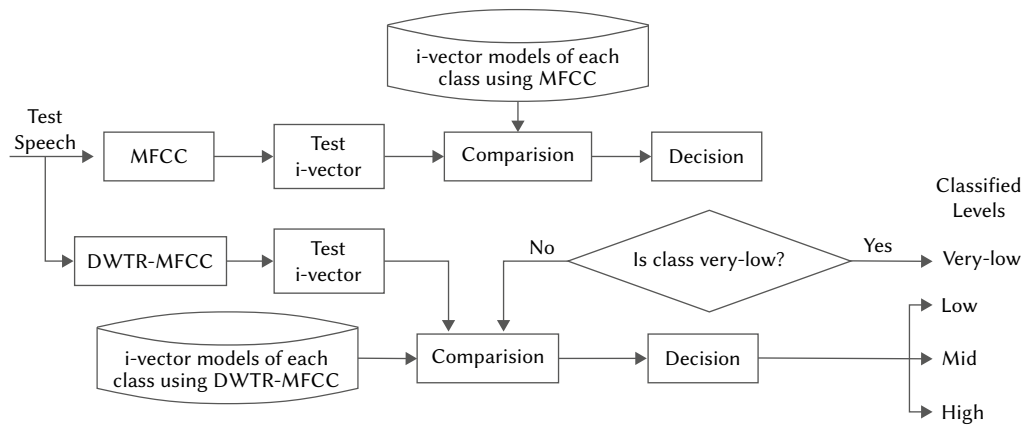 i-vector models of each
class using MFCC
Test
Speech
MFCC
Test
i-vector
Comparision
Decision
Classified
Levels
DWTR-MFCC
Test
i-vector
No
Is class very-low?
Yes
Very-low
Low
i-vector models of each
class using DWTR-MFCC
Comparision
Decision
Mid
High